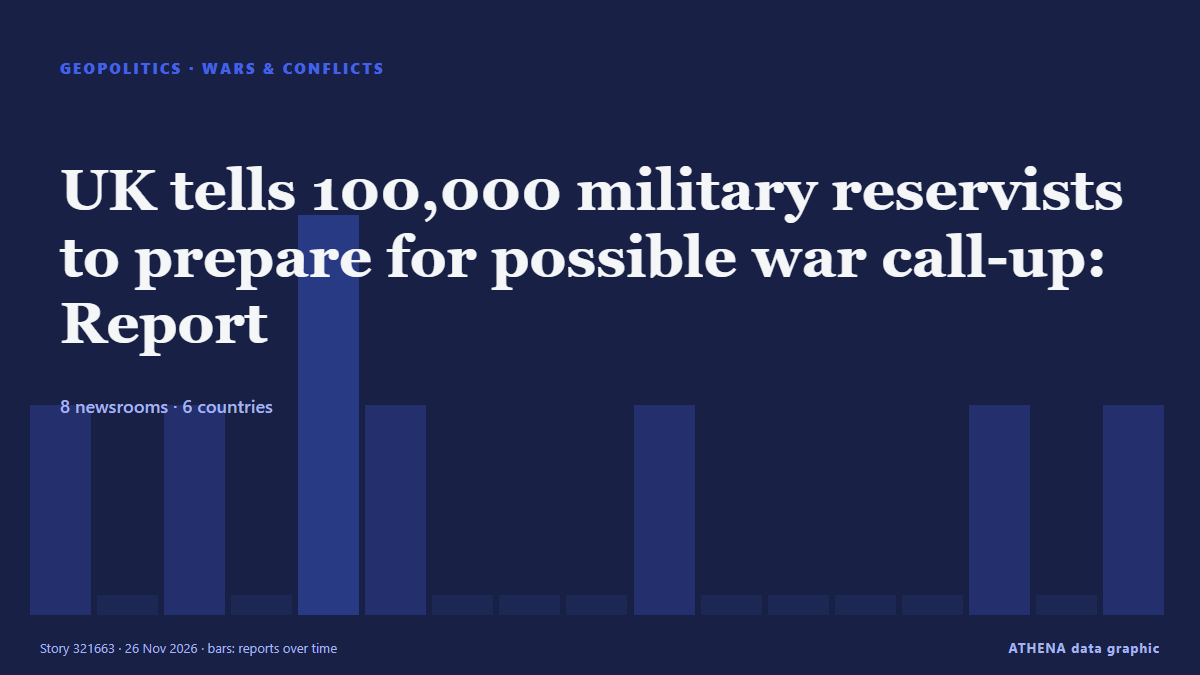 GEOPOLITICS · WARS & CONFLICTS
UK tells 100,000 military reservists
to prepare for possible war call-up:
Report
8 newsrooms · 6 countries
Story 321663 · 26 Nov 2026 · bars: reports over time
ATHENA data graphic